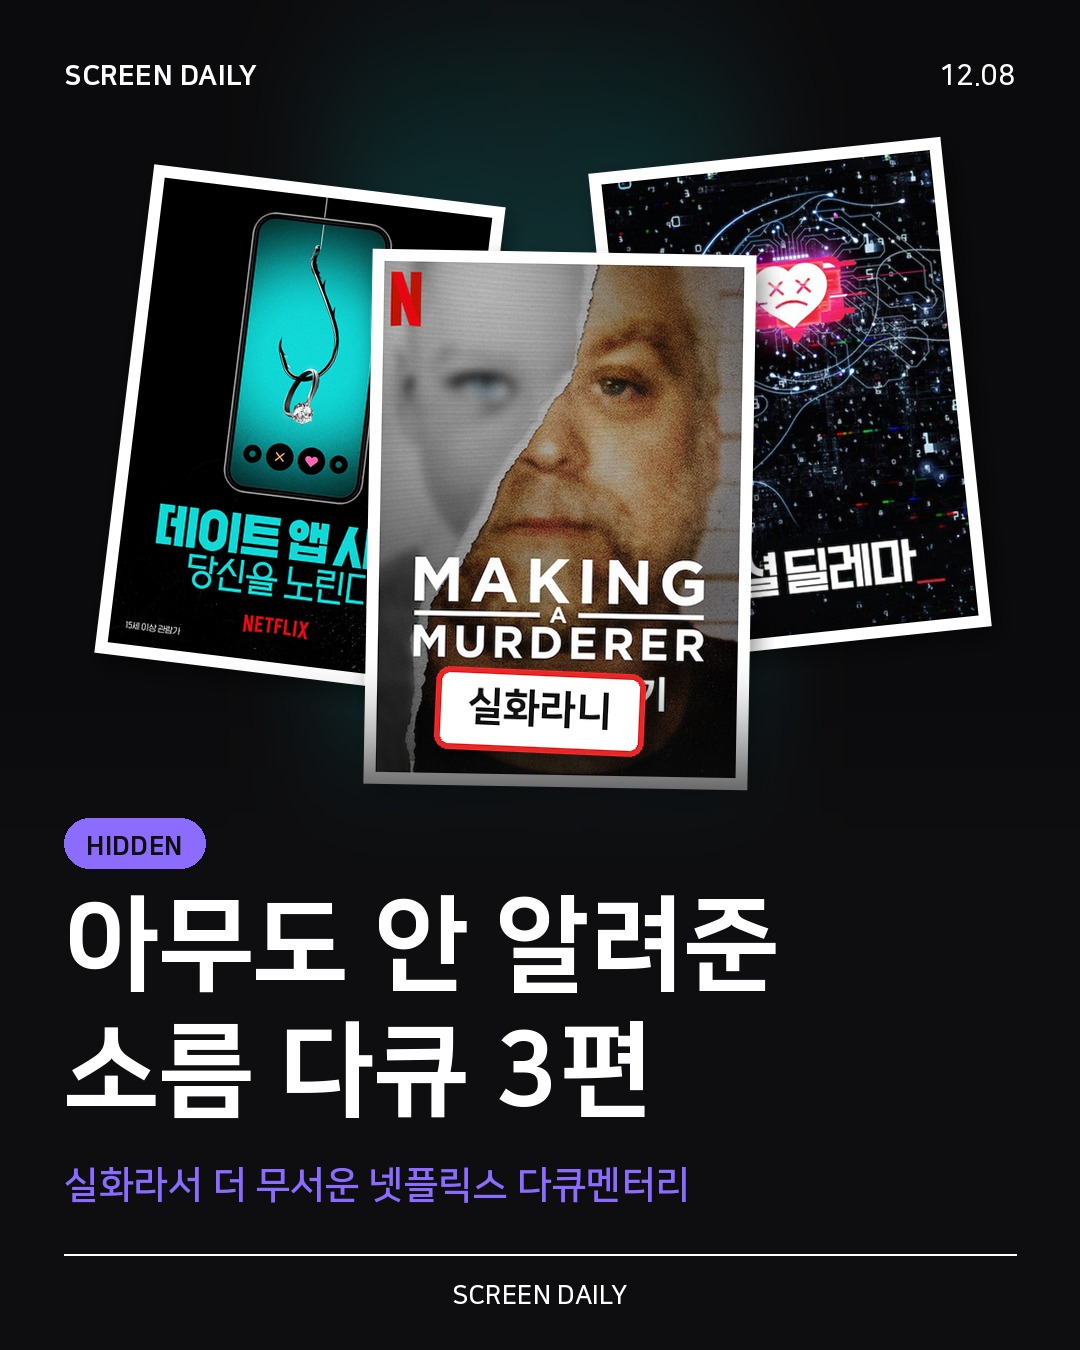 SCREEN DAILY
12.08
데이트 앱 사
당신을 노린다
NETFLIX
15세 이상 관람가
N
MAKING
A
MURDERER
기
실화라니
셜 딜레마_
HIDDEN
아무도 안 알려준
소름 다큐 3편
실화라서 더 무서운 넷플릭스 다큐멘터리
SCREEN DAILY